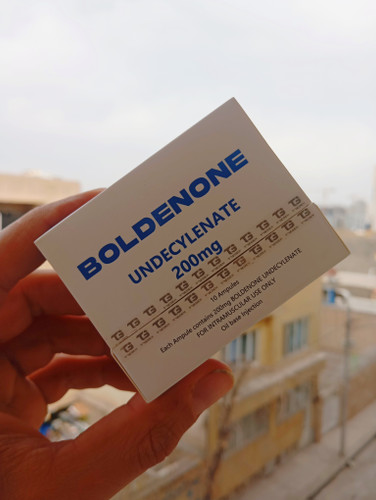 BOLDENONE
UNDECYLENATE
200mg
10 Ampules
Each Ampule contains 200mg BOLDENONE UNDECYLENATE
FOR INTRAMUSCULAR USE ONLY
Oil base injection